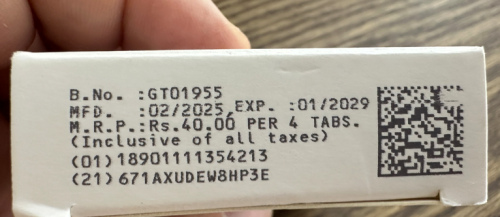 B.No. :GT01955
MFD. :02/2025,EXP. :01/2029
M.R.P.:Rs.40.00 PER 4 TABS.
(Inclusive of all taxes)
(01)18901111354213
(21)671AXUDEW8HP3E